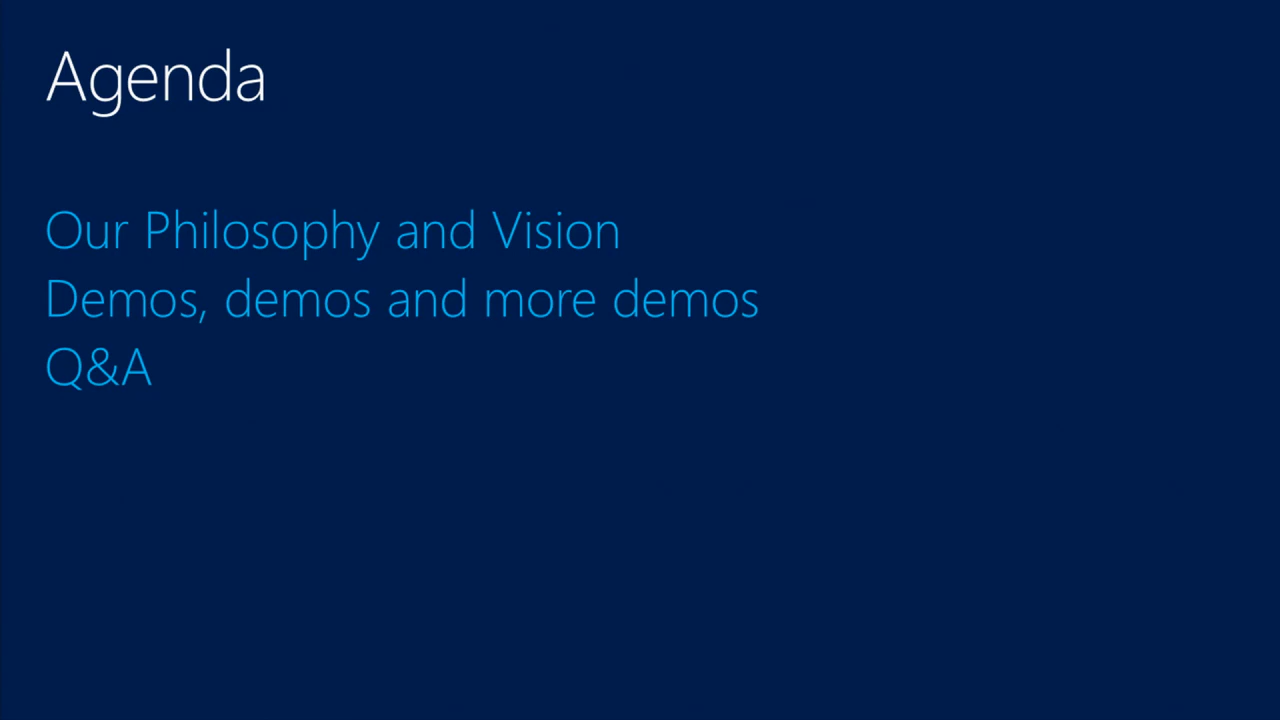 Agenda
Our Philosophy and Vision
Demos, demos and more demos
Q&A